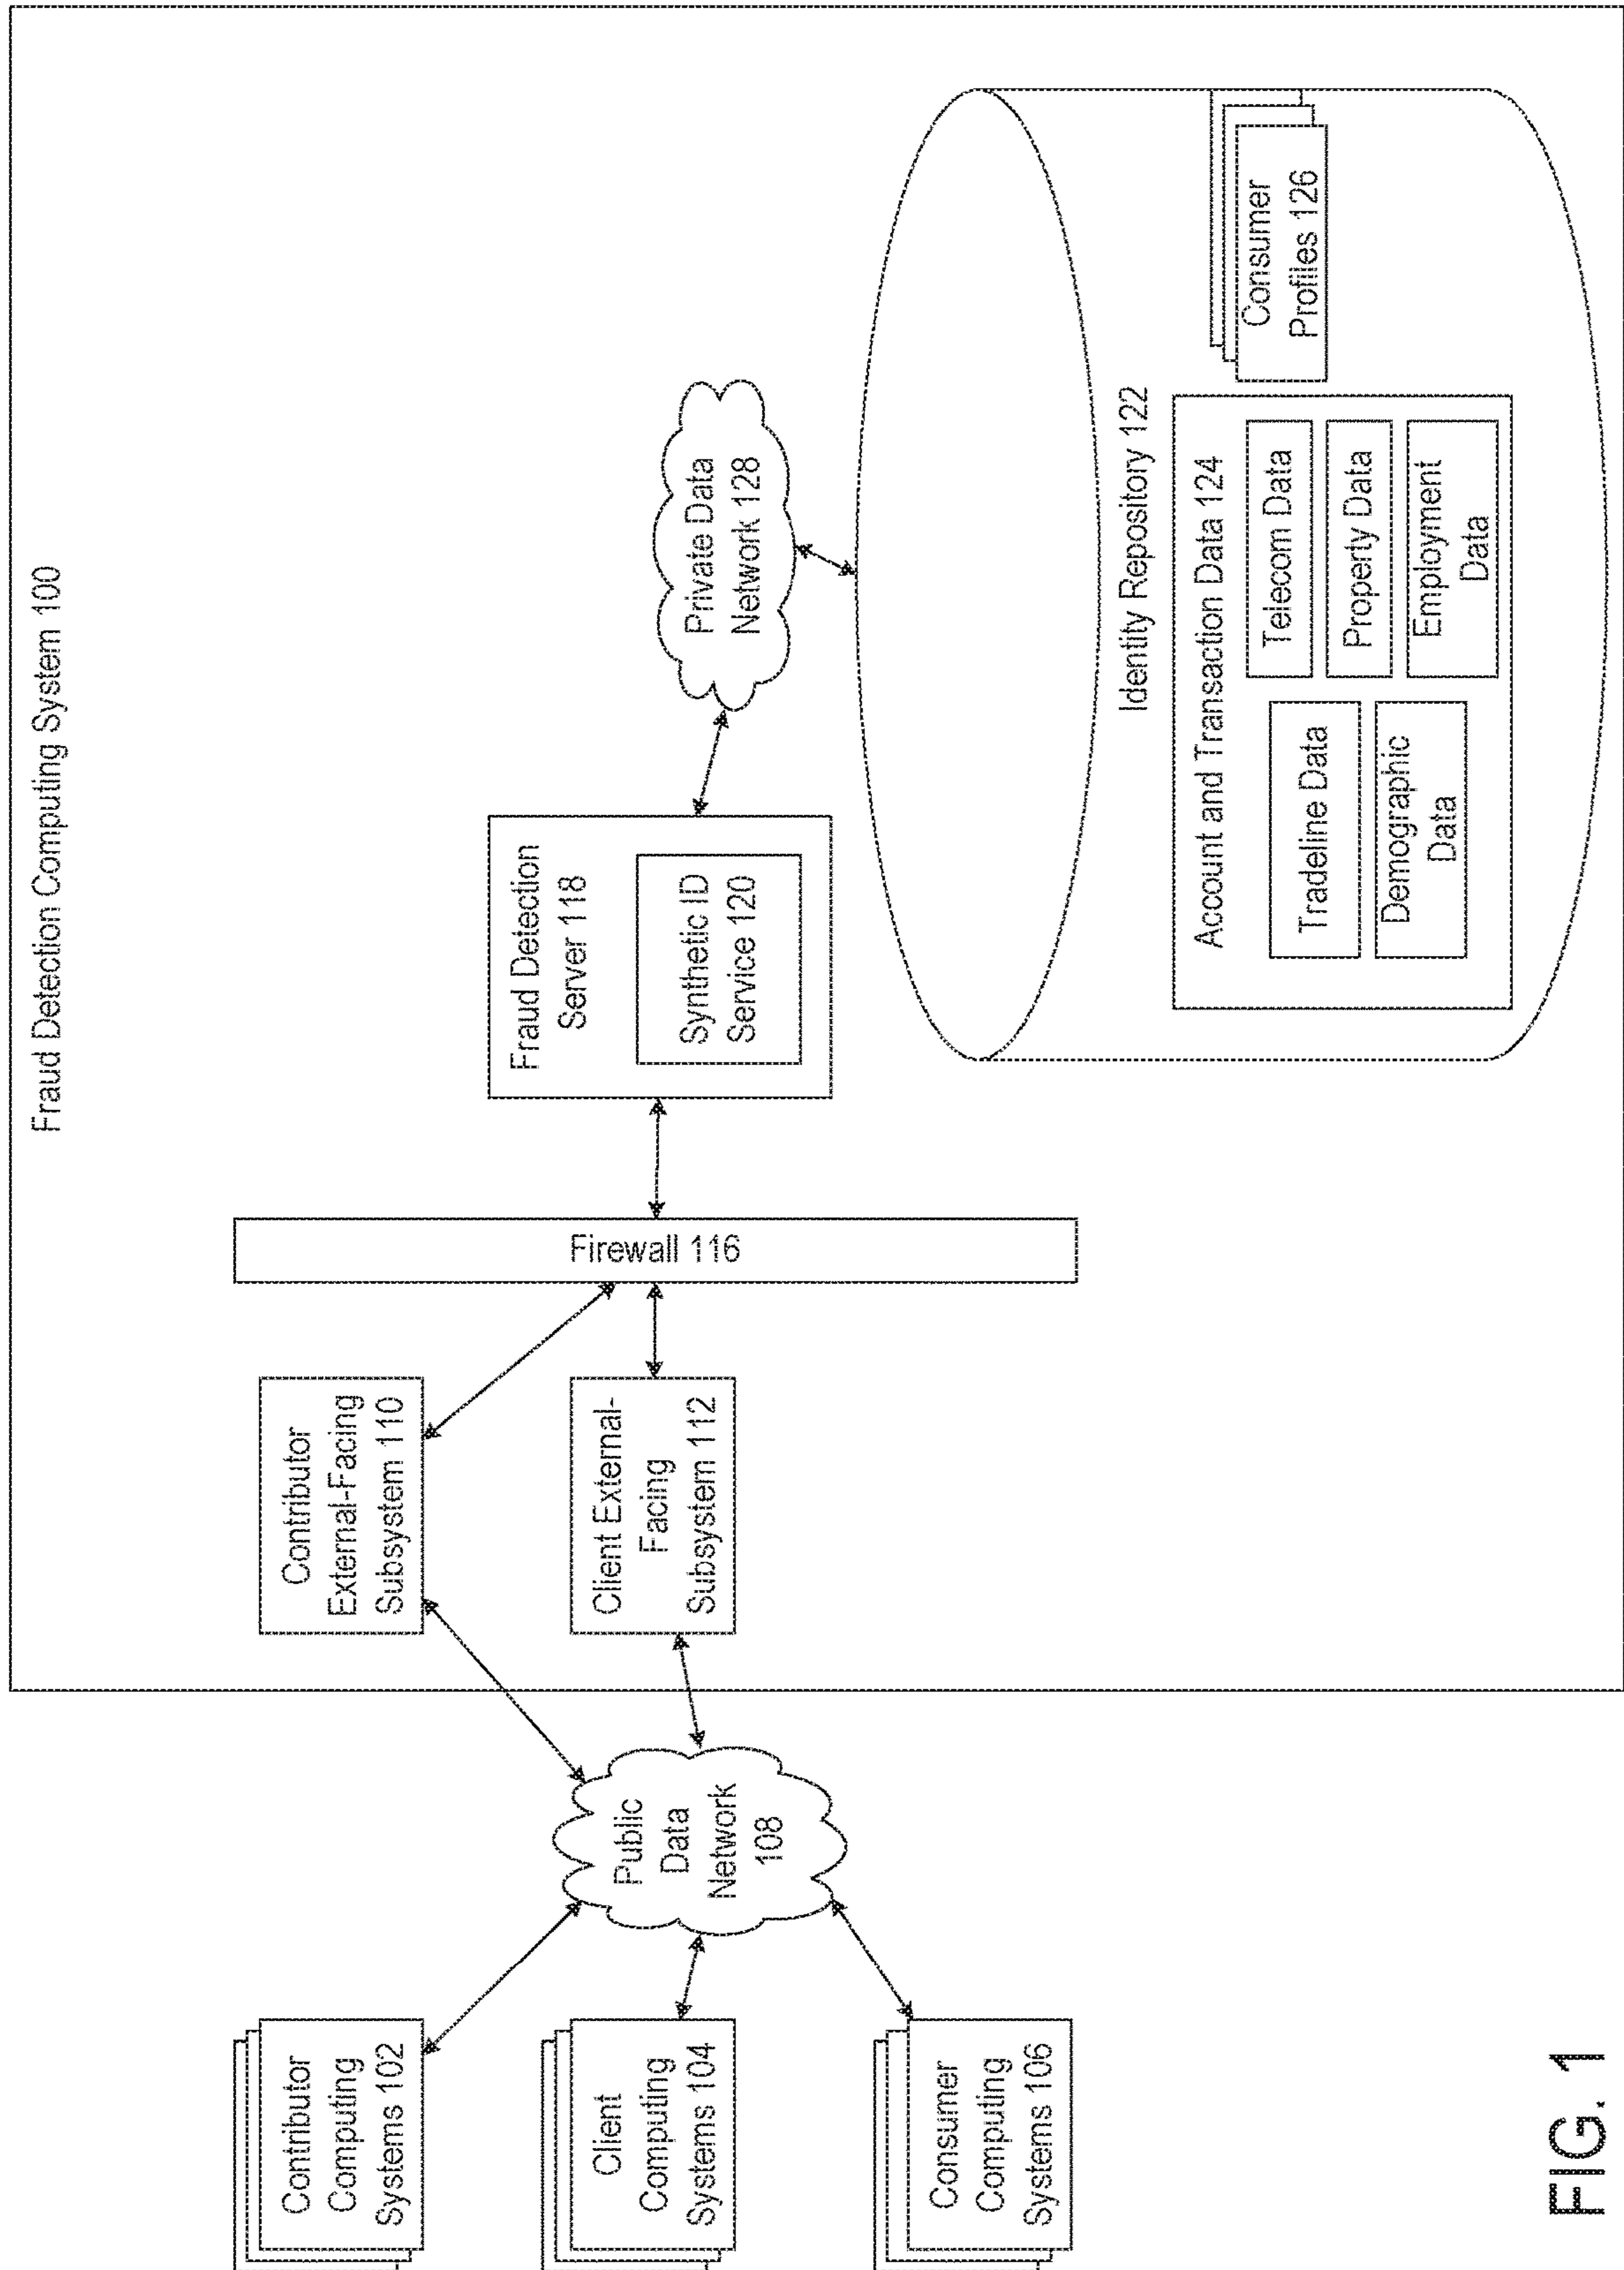 Fraud Detection Computing System 100
Contributor
Computing
Systems 102
Client
Computing
Systems 104
Consumer
Computing
Systems 106
Public
Data
Network
108
Contributor
External-Facing
Subsystem 110
Client External-
Facing
Subsystem 112
Firewall 116
Fraud Detection
Server 118
Synthetic ID
Service 120
Private Data
Network 128
Identity Repository 122
Account and Transaction Data 124
Tradeline Data
Demographic
Data
Telecom Data
Property Data
Employment
Data
Consumer
Profiles 126
FIG. 1